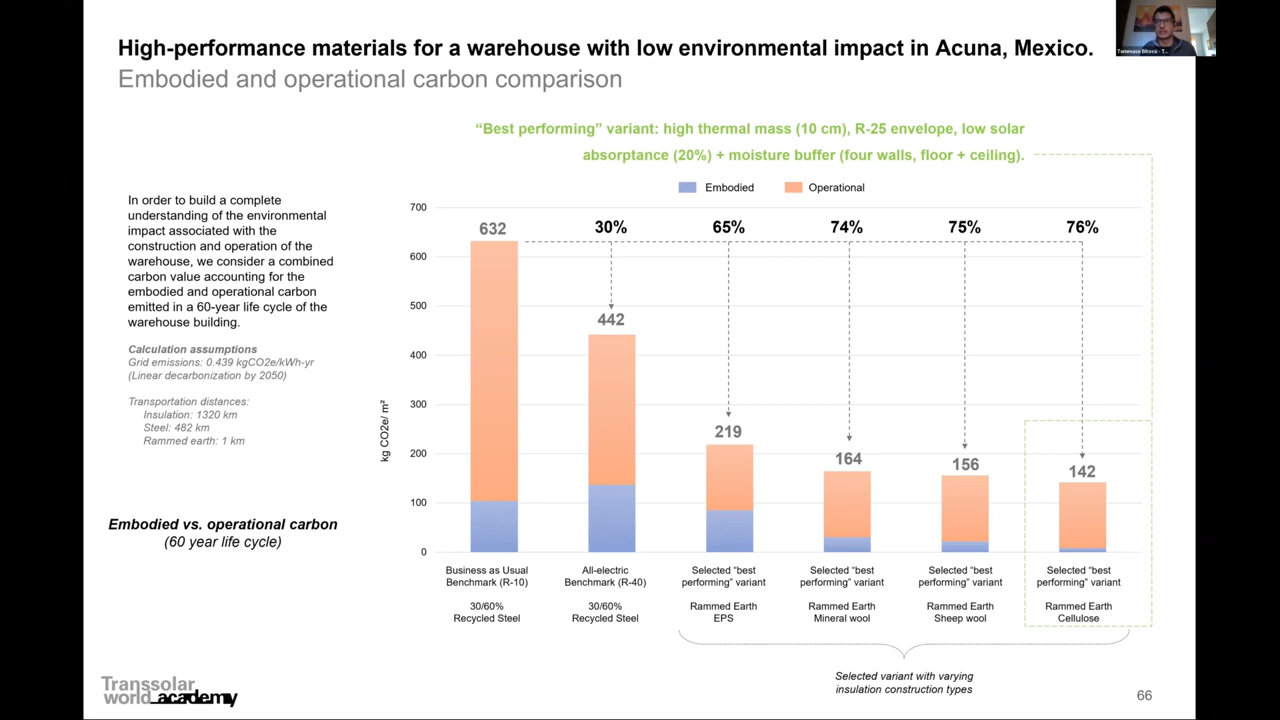 High-performance materials for a warehouse with low environmental impact in Acuna, Mexico.
Embodied and operational carbon comparison
Tommaso Bitossi - T...
“Best performing” variant: high thermal mass (10 cm), R-25 envelope, low solar
absorptance (20%) + moisture buffer (four walls, floor + ceiling).
Embodied
Operational
In order to build a complete
understanding of the environmental
impact associated with the
construction and operation of the
warehouse, we consider a combined
carbon value accounting for the
embodied and operational carbon
emitted in a 60-year life cycle of the
warehouse building.
Calculation assumptions
Grid emissions: 0.439 kgCO2e/kWh-yr
(Linear decarbonization by 2050)
Transportation distances:
Insulation: 1320 km
Steel: 482 km
Rammed earth: 1 km
Embodied vs. operational carbon
(60 year life cycle)
kg CO2e/ m²
700
600
500
400
300
200
100
0
632
30%
65%
74%
75%
76%
442
219
164
156
142
Business as Usual
Benchmark (R-10)
30/60%
Recycled Steel
All-electric
Benchmark (R-40)
30/60%
Recycled Steel
Selected “best
performing” variant
Rammed Earth
EPS
Selected “best
performing” variant
Rammed Earth
Mineral wool
Selected “best
performing” variant
Rammed Earth
Sheep wool
Selected “best
performing” variant
Rammed Earth
Cellulose
Selected variant with varying
insulation construction types
Transsolar
world academy
66